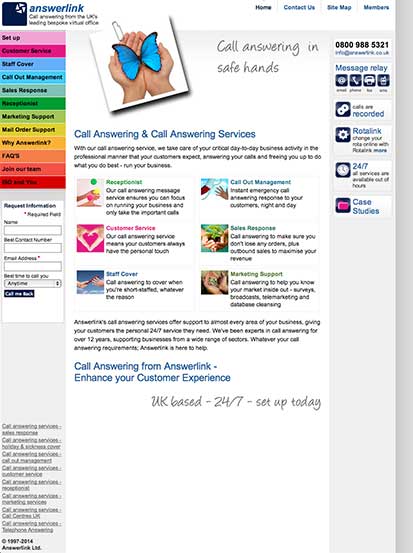 answerlink
Call answering from the UK's
leading bespoke virtual office
Home Contact Us Site Map Members
Set up
Customer Service
Staff Cover
Call Out Management
Sales Response
Receptionist
Marketing Support
Mail Order Support
Why Answerlink?
FAQ'S
Join our team
ISO and You
Request Information
* Required Field
Name
Best Contact Number
Email Address *
Best time to call you
Anytime
Call me Back
Call answering in
safe hands
0800 988 5321
info@answerlink.co.uk
Message relay
email phone fax sms
calls are
recorded
Rotalink
change your
rota online with
Rotalink more
24/7
all services are
available out of
hours
Case
Studies
Call Answering & Call Answering Services
With our call answering service, we take care of your critical day-to-day business activity in the
professional manner that your customers expect, answering your calls and freeing you up to do
what you do best - run your business.
Receptionist
Our call answering message
service ensures you can focus
on running your business and
only take the important calls
Call Out Management
Instant emergency call
answering response to your
customers, night and day
Customer Service
Our call answering service
means your customers always
have the personal touch
Sales Response
Call answering to make sure you
don't lose any orders, plus
outbound sales to maximise your
revenue
Staff Cover
Call answering to cover when
you're short-staffed, whatever
the reason
Marketing Support
Call answering to help you know
your market inside out - surveys,
broadcasts, telemarketing and
database cleansing
Answerlink's call answering services offer support to almost every area of your business, giving
your customers the personal 24/7 service they need. We've been experts in call answering for
over 12 years, supporting businesses from a wide range of sectors. Whatever your call
answering requirements; Answerlink is here to help.
Call Answering from Answerlink -
Enhance your Customer Experience
UK based - 24/7 - set up today
Call answering services -
sales response
Call answering services -
holiday & sickness cover
Call answering services -
call out management
Call answering services -
customer service
Call answering services -
receptionist
Call answering services -
marketing services
Call answering services -
Call Centres UK
Call answering services -
Telephone Answering
© 1997-2014
Answerlink Ltd.